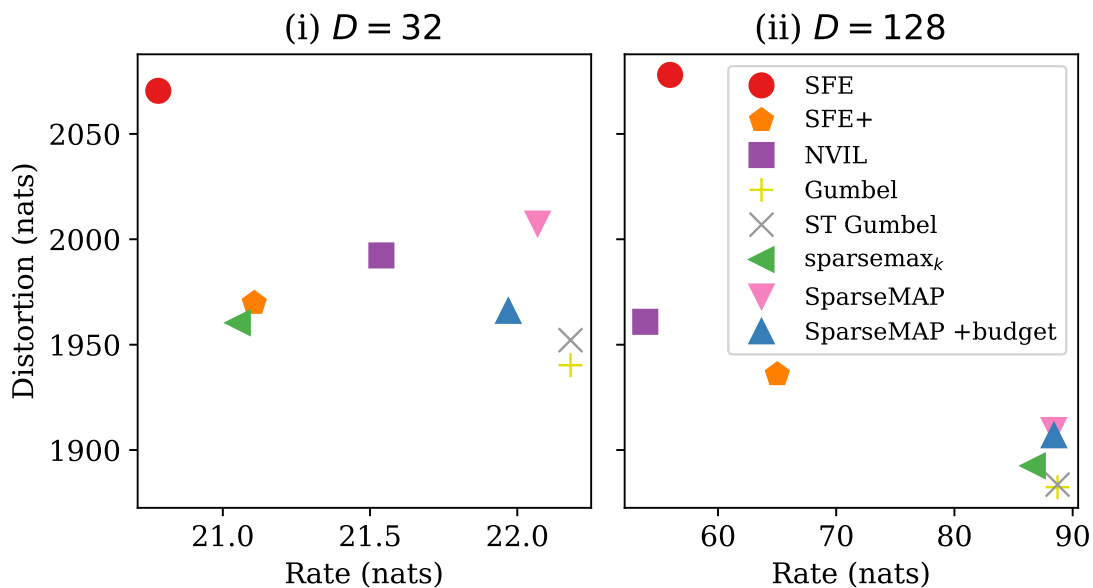 (i) D = 32
(ii) D = 128
Distortion (nats)
2050
2000
1950
1900
21.0
21.5
22.0
Rate (nats)
SFE
SFE+
NVIL
Gumbel
ST Gumbel
sparsemaxₖ
SparseMAP
SparseMAP +budget
60
70
80
90
Rate (nats)